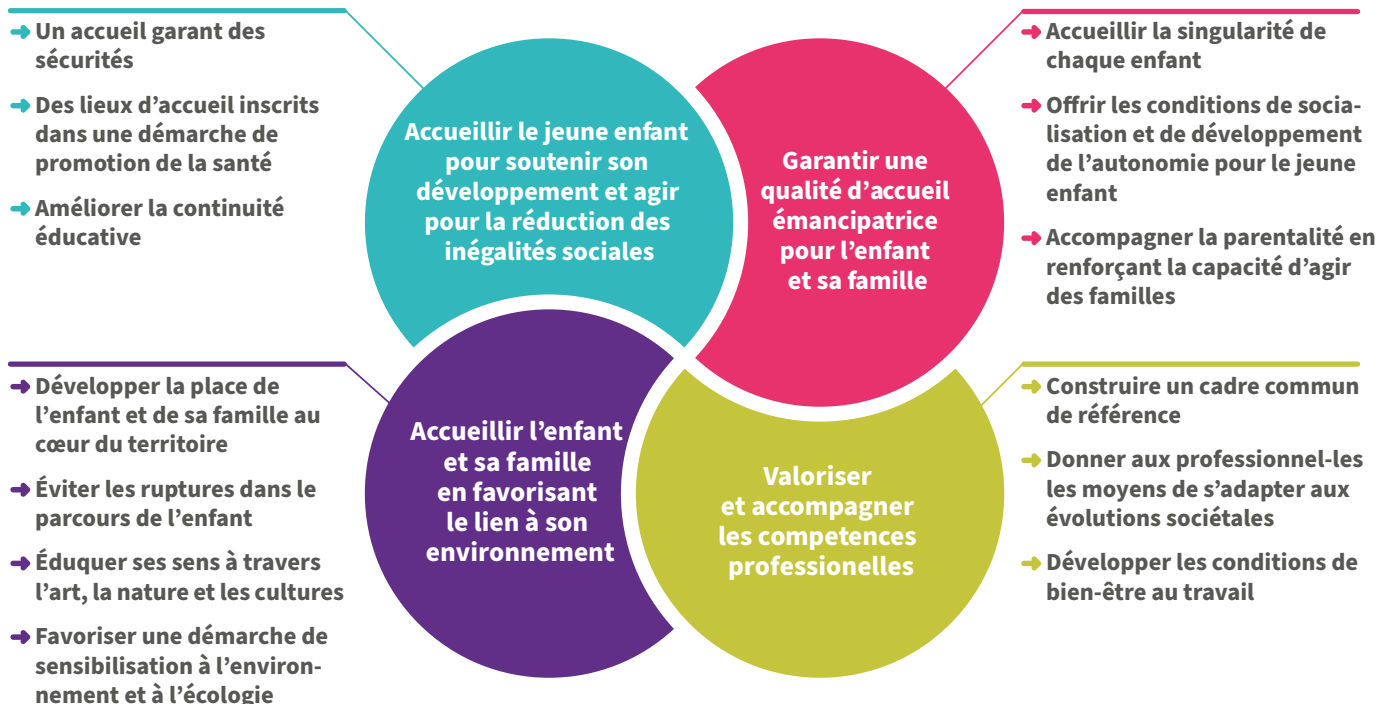 Un accueil garant des
sécurités
Des lieux d'accueil inscrits
dans une démarche de
promotion de la santé
Améliorer la continuité
éducative
Accueillir le jeune enfant
pour soutenir son
développement et agir
pour la réduction des
inégalités sociales
Garantir une
qualité d'accueil
émancipatrice
pour l'enfant
et sa famille
Accueillir la singularité de
chaque enfant
Offrir les conditions de socia-
lisation et de développement
de l'autonomie pour le jeune
enfant
Accompagner la parentalité en
renforçant la capacité d'agir
des familles
Développer la place de
l'enfant et de sa famille au
cœur du territoire
Éviter les ruptures dans le
parcours de l'enfant
Éduquer ses sens à travers
l'art, la nature et les cultures
Favoriser une démarche de
sensibilisation à l'environ-
nement et à l'écologie
Accueillir l'enfant
et sa famille
en favorisant
le lien à son
environnement
Valoriser
et accompagner
les competences
professionelles
Construire un cadre commun
de référence
Donner aux professionnel-les
les moyens de s'adapter aux
évolutions sociétales
Développer les conditions de
bien-être au travail